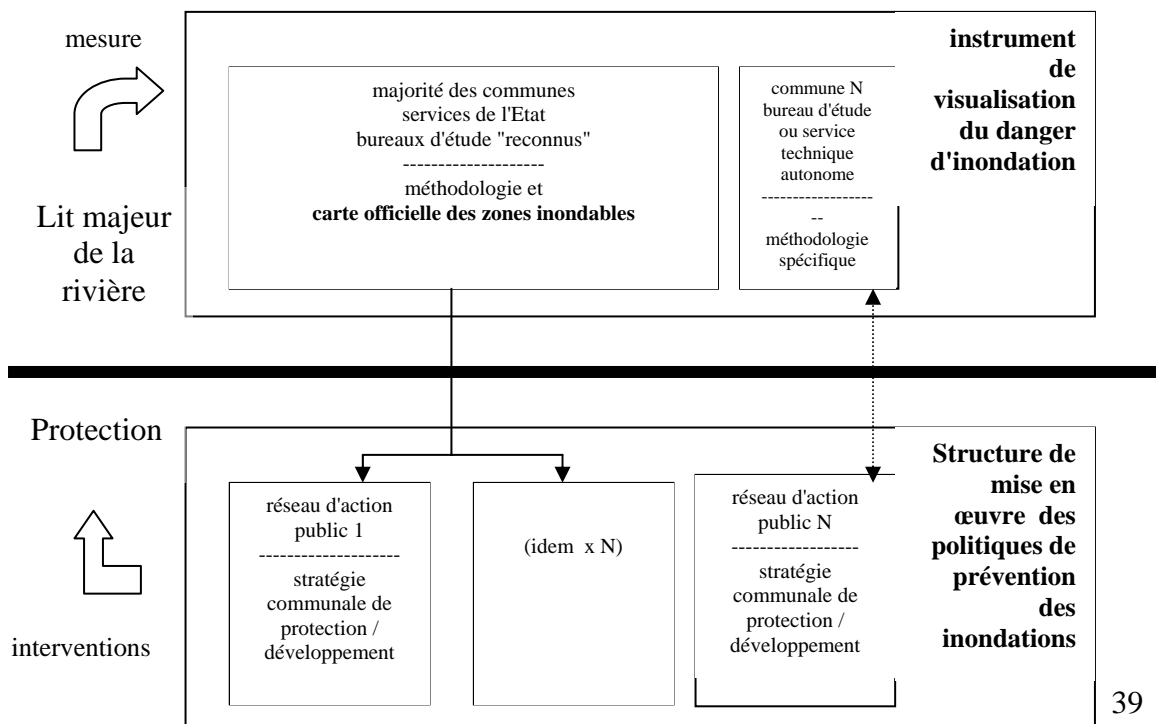 mesure
Lit majeur
de la
rivière
majorité des communes
services de l'Etat
bureaux d'étude "reconnus"
--------------------
méthodologie et
carte officielle des zones inondables
commune N
bureau d'étude
ou service
technique
autonome
------------------
--
méthodologie
spécifique
instrument
de
visualisation
du danger
d'inondation
Protection
interventions
réseau d'action
public 1
--------------------
stratégie
communale de
protection /
développement
(idem x N)
réseau d'action
public N
------------------
stratégie
communale de
protection /
développement
Structure de
mise en
œuvre des
politiques de
prévention
des
inondations
39